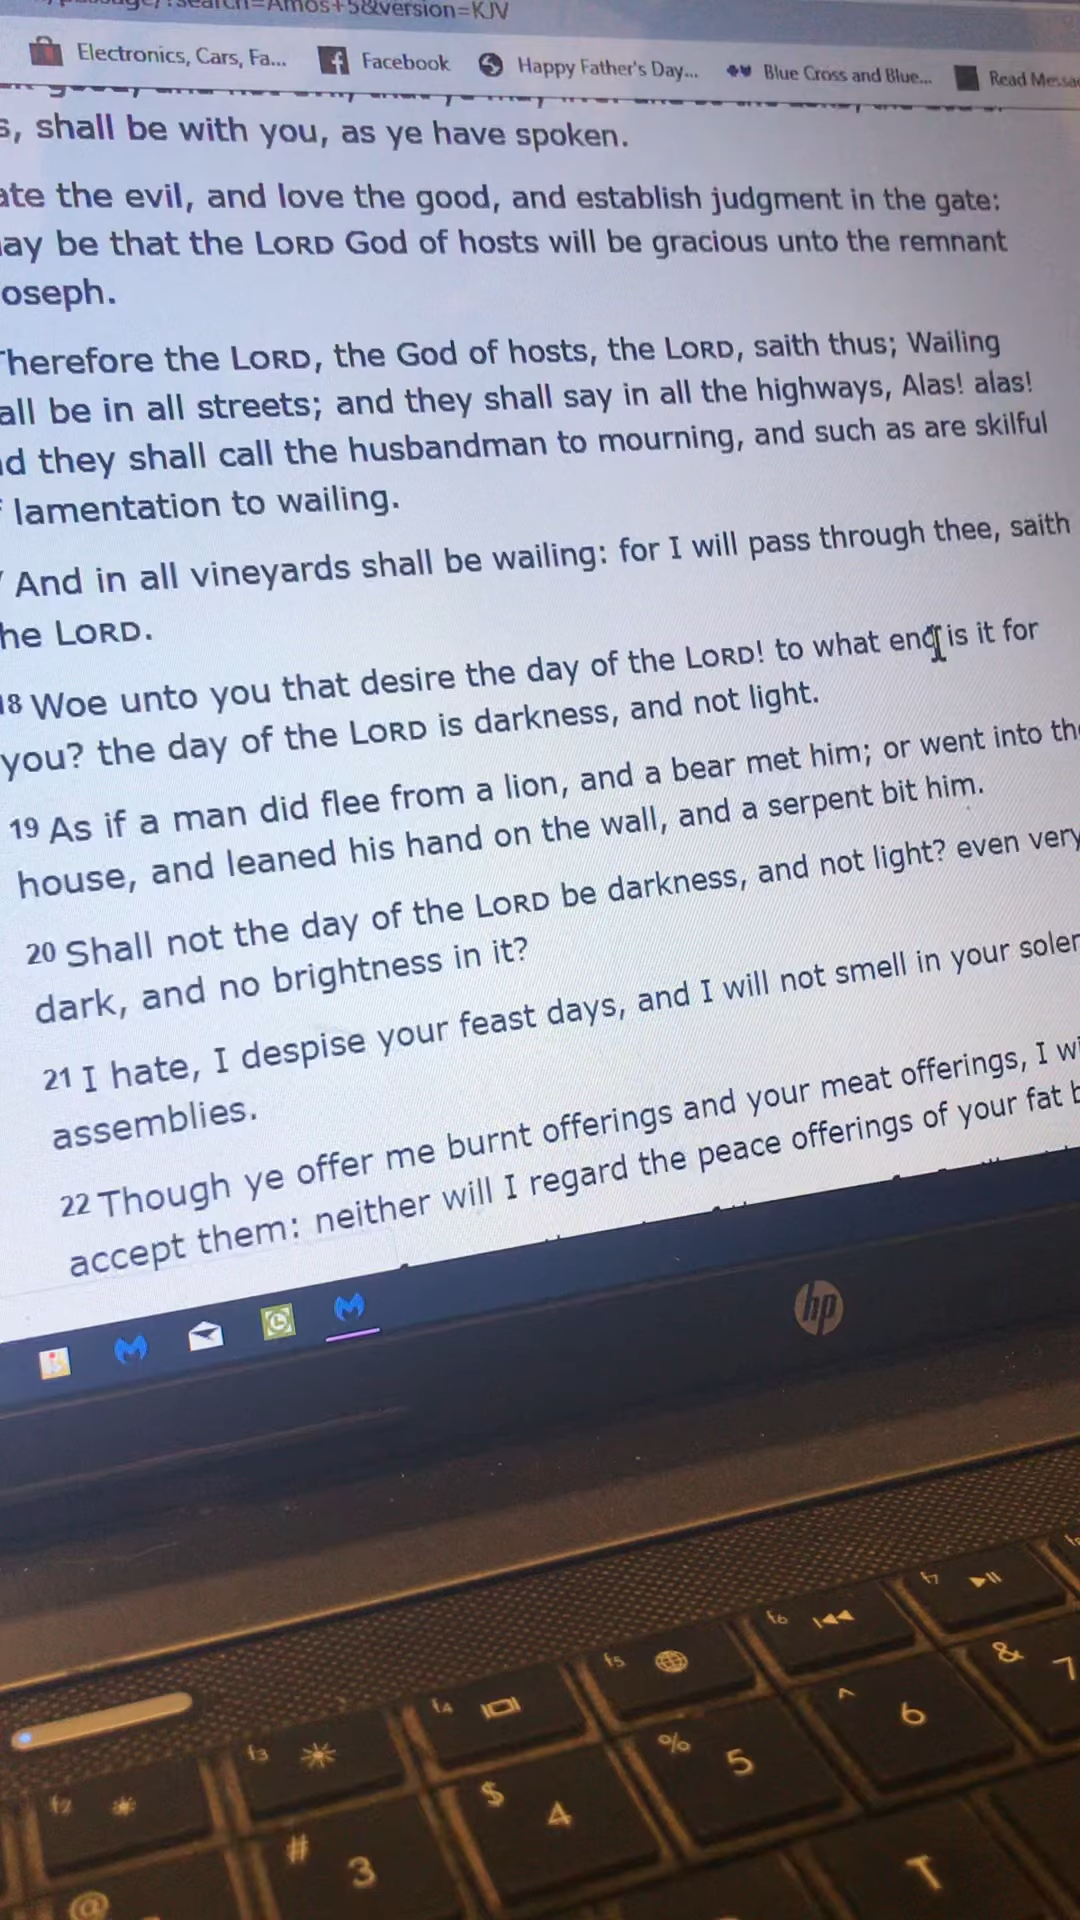 search=Amos+5&version=KJV
Electronics, Cars, Fa... Facebook Happy Father's Day... Blue Cross and Blue... Read Messa
s, shall be with you, as ye have spoken.
ate the evil, and love the good, and establish judgment in the gate:
ay be that the LORD God of hosts will be gracious unto the remnant
oseph.
Therefore the LORD, the God of hosts, the LORD, saith thus; Wailing
all be in all streets; and they shall say in all the highways, Alas! alas!
d they shall call the husbandman to mourning, and such as are skilful
f lamentation to wailing.
And in all vineyards shall be wailing: for I will pass through thee, saith
he LORD.
18 Woe unto you that desire the day of the LORD! to what end is it for
you? the day of the LORD is darkness, and not light.
19 As if a man did flee from a lion, and a bear met him; or went into the
house, and leaned his hand on the wall, and a serpent bit him.
20 Shall not the day of the LORD be darkness, and not light? even very
dark, and no brightness in it?
21 I hate, I despise your feast days, and I will not smell in your solem
assemblies.
22 Though ye offer me burnt offerings and your meat offerings, I wi
accept them: neither will I regard the peace offerings of your fat b
hp
f7
f6
f5
f4
f3
f2
& 7
^ 6
% 5
$ 4
# 3
@
T